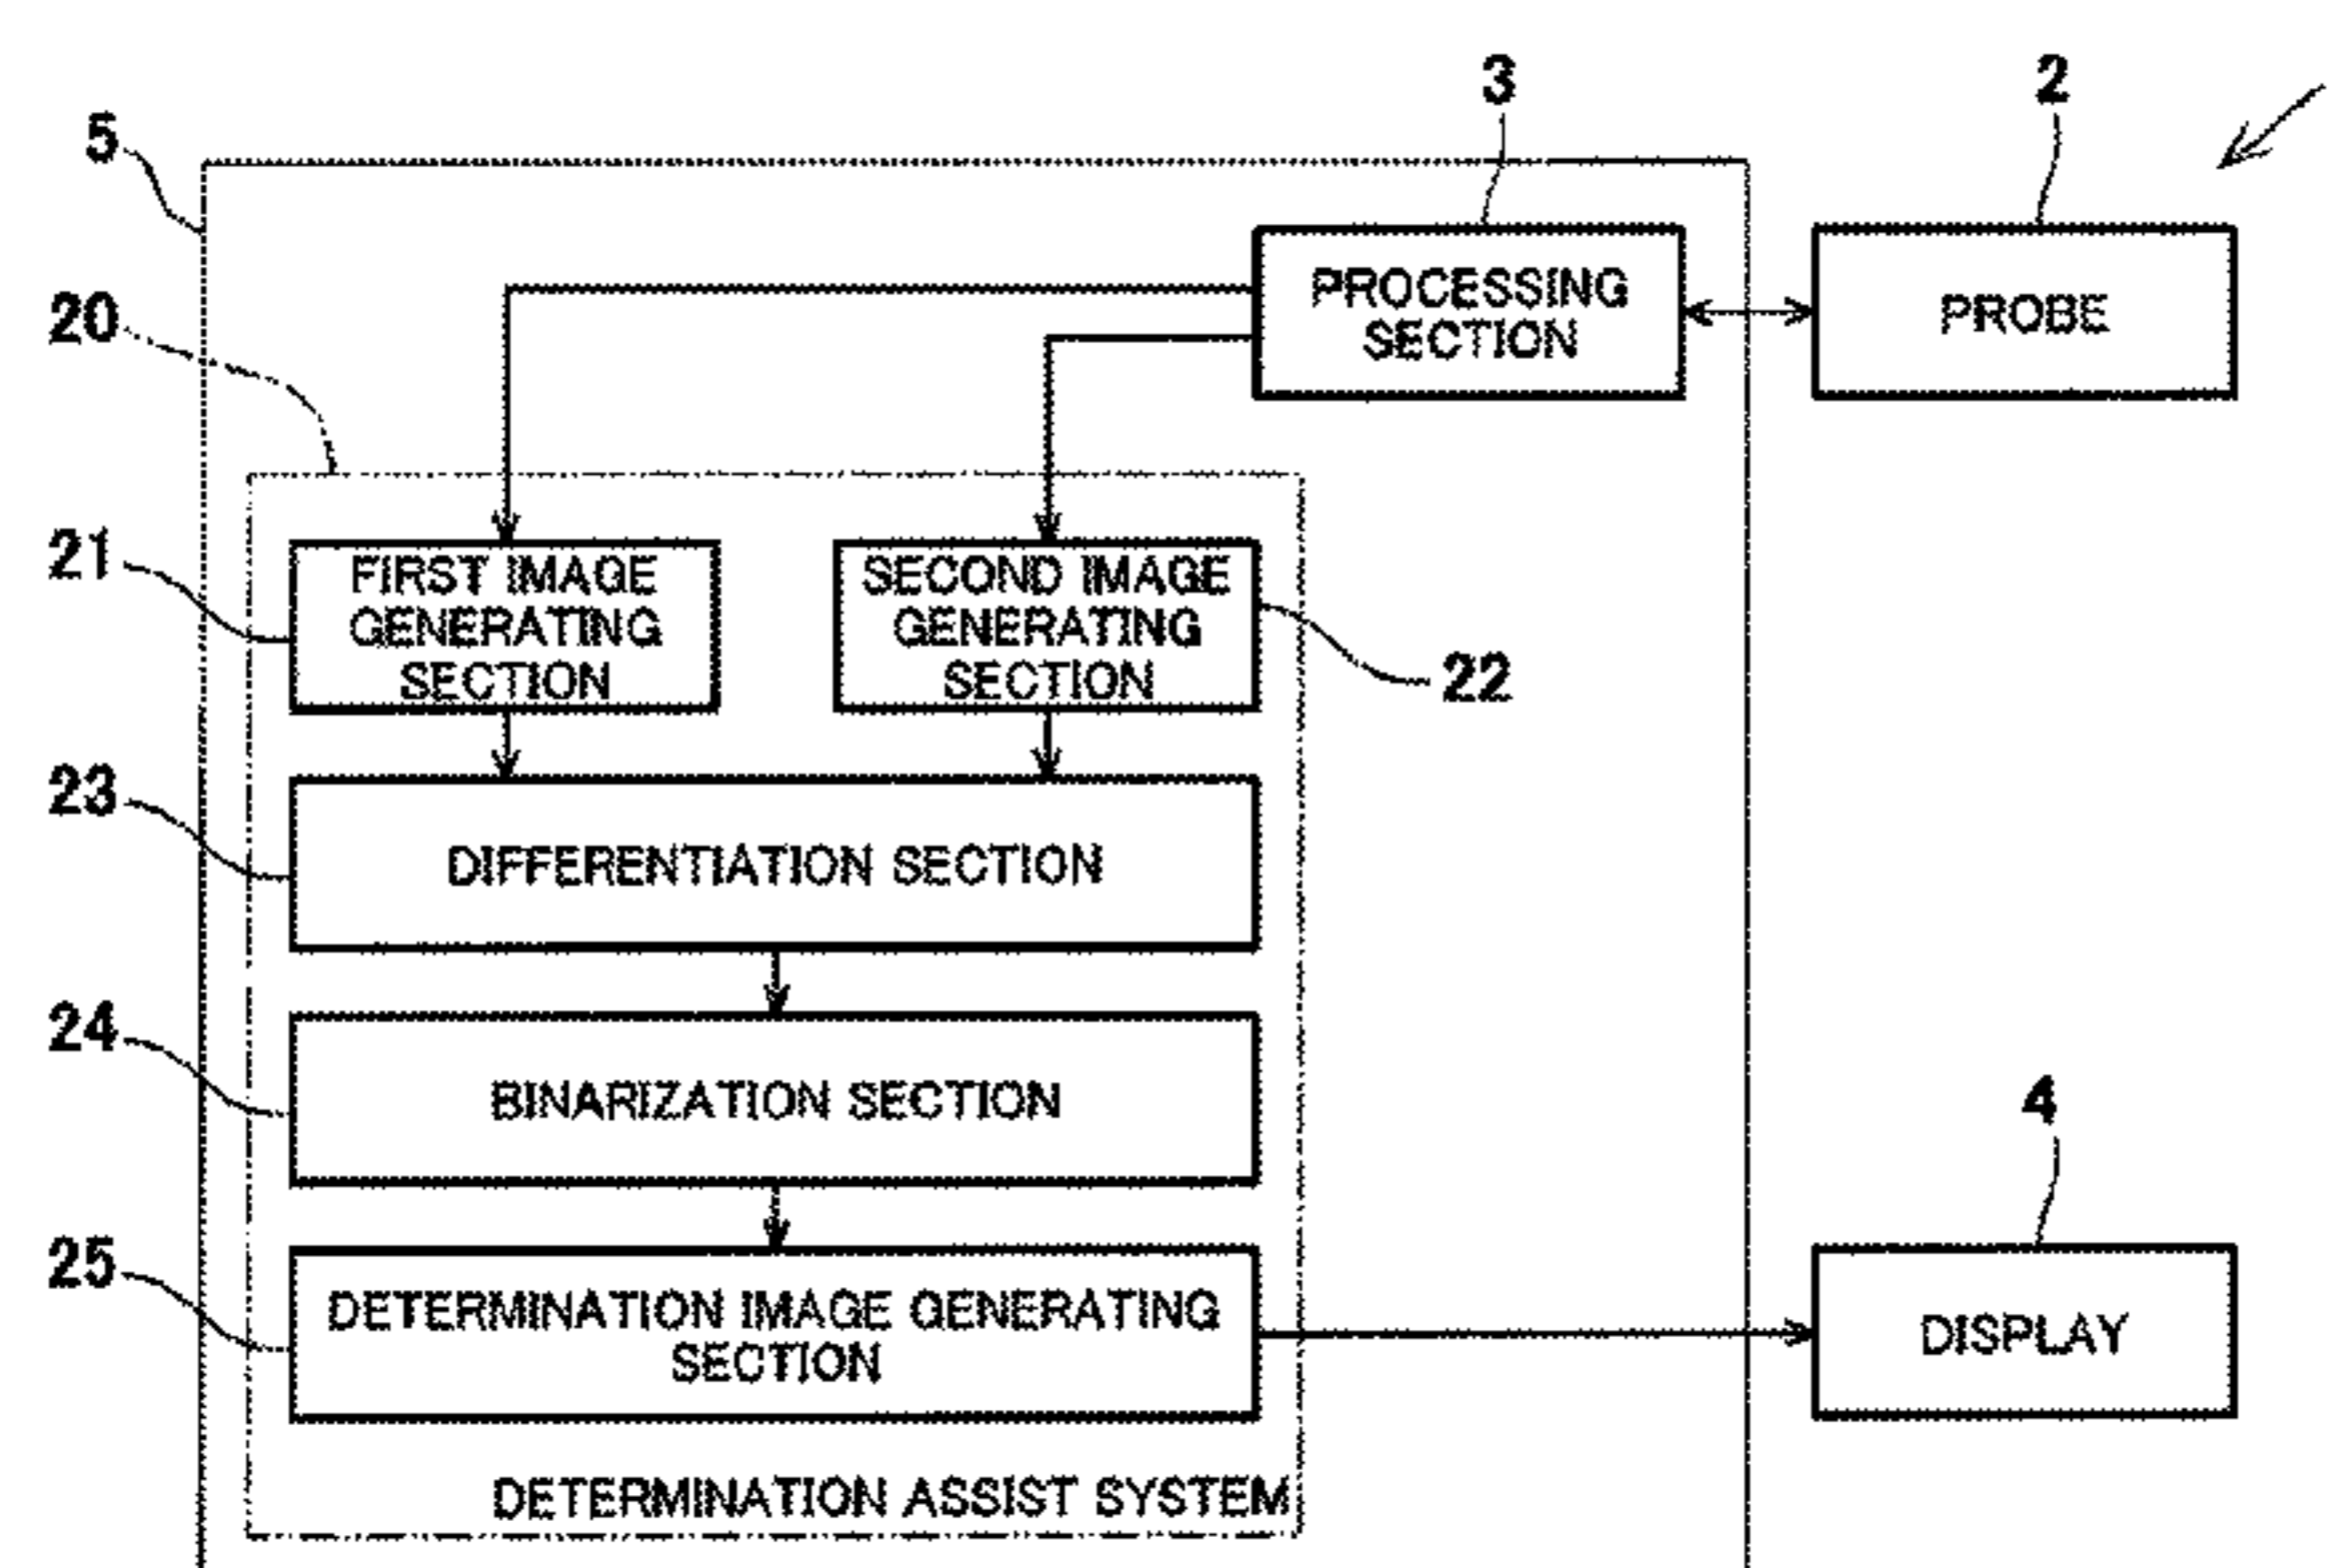 3
2
5
PROCESSING
SECTION
PROBE
20
21
FIRST IMAGE
GENERATING
SECTION
SECOND IMAGE
GENERATING
SECTION
22
23
DIFFERENTIATION SECTION
24
BINARIZATION SECTION
4
25
DETERMINATION IMAGE GENERATING
SECTION
DISPLAY
DETERMINATION ASSIST SYSTEM